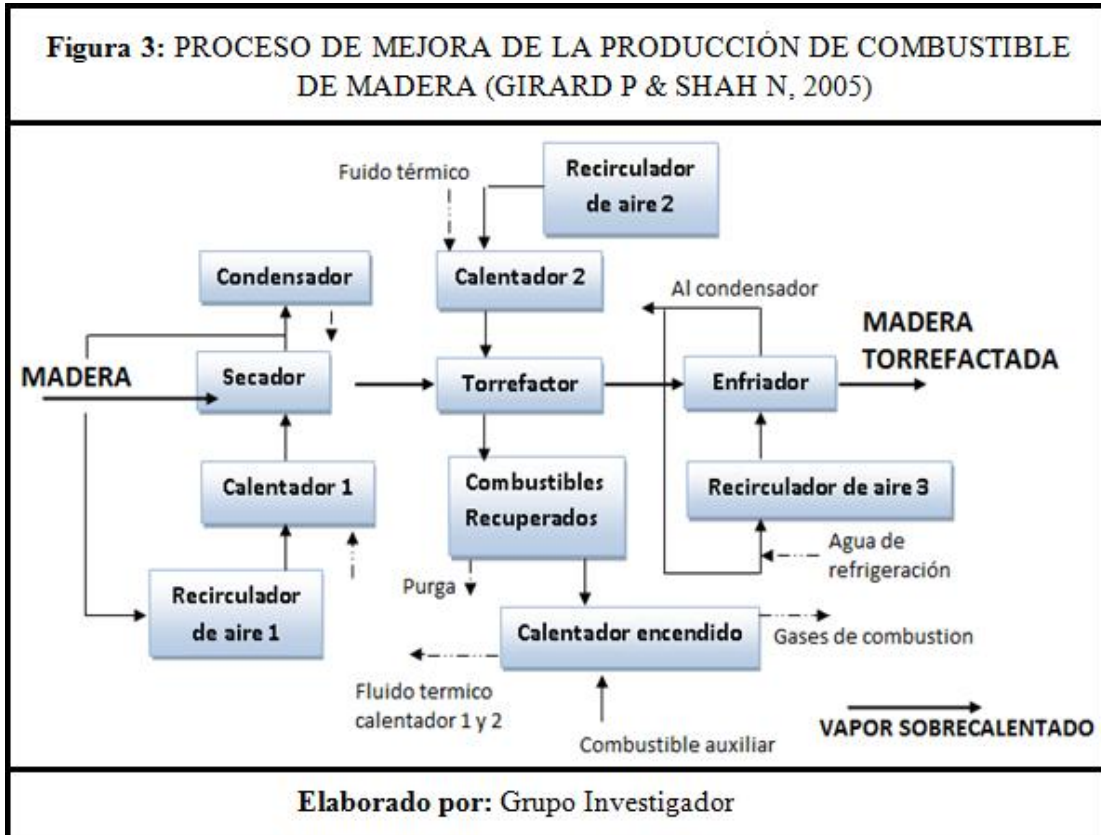 Figura 3: PROCESO DE MEJORA DE LA PRODUCCIÓN DE COMBUSTIBLE
DE MADERA (GIRARD P & SHAH N, 2005)
Fuido térmico
Recirculador
de aire 2
Condensador
Calentador 2
Al condensador
MADERA
TORREFACTADA
MADERA
Secador
Torrefactor
Enfriador
Calentador 1
Combustibles
Recuperados
Recirculador de aire 3
Agua de
refrigeración
Purga
Recirculador
de aire 1
Calentador encendido
Gases de combustion
Fluido termico
calentador 1 y 2
Combustible auxiliar
VAPOR SOBRECALENTADO
Elaborado por: Grupo Investigador